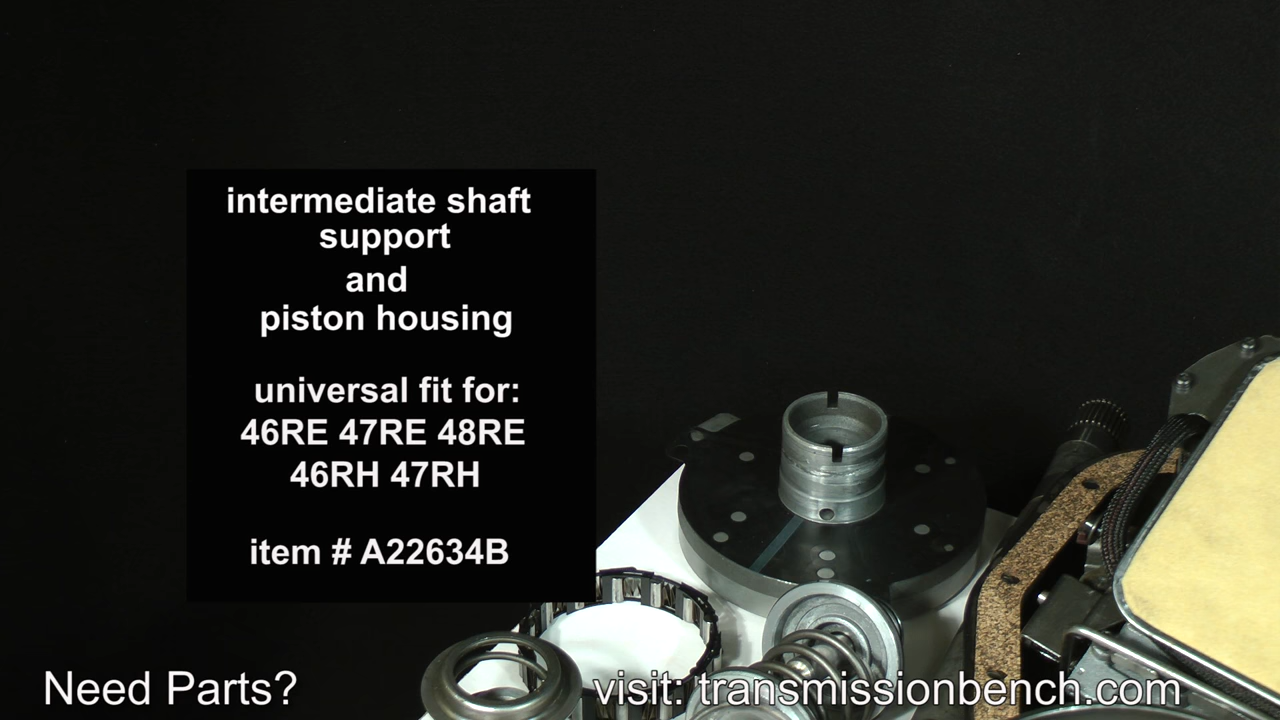 intermediate shaft
support
and
piston housing
universal fit for:
46RE 47RE 48RE
46RH 47RH
item # A22634B
Need Parts?
visit: transmissionbench.com